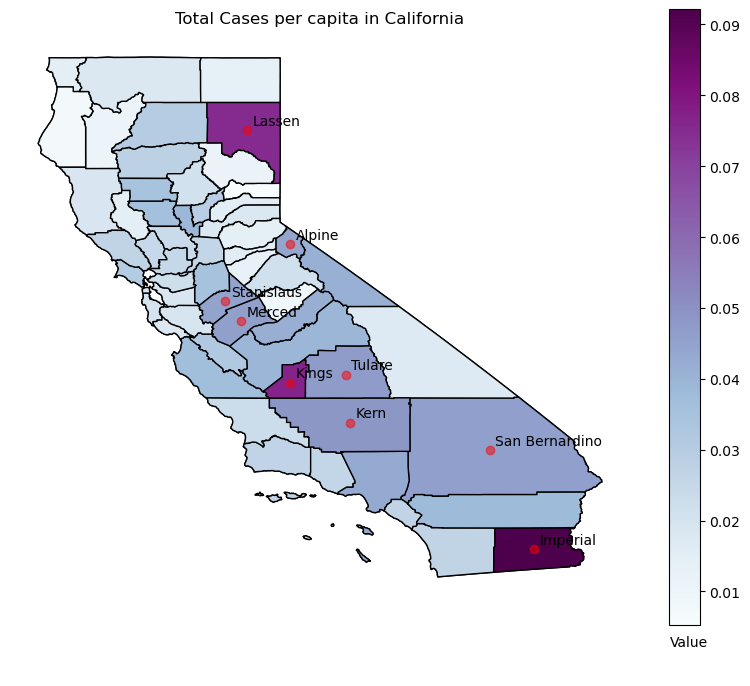 Total Cases per capita in California
Lassen
Alpine
Stanislaus
Merced
Tulare
Kings
Kern
San Bernardino
Imperial
0.09
0.08
0.07
0.06
0.05
0.04
0.03
0.02
0.01
Value